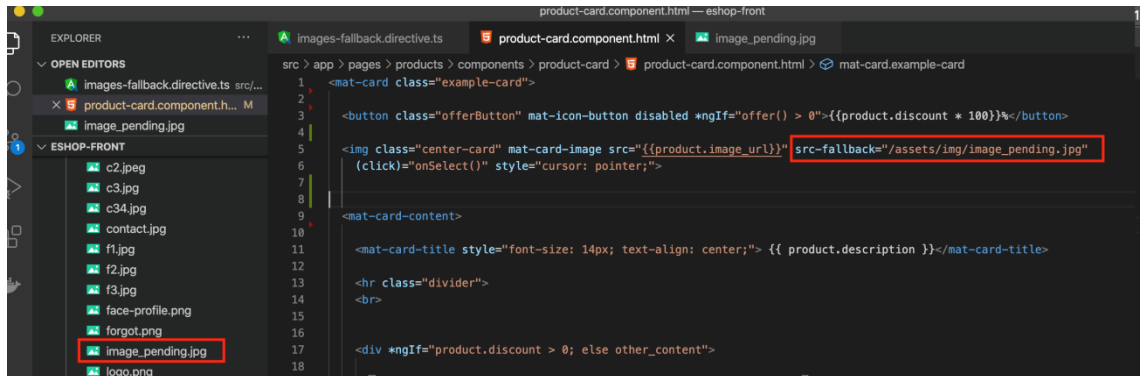 product-card.component.html — eshop-front
EXPLORER ...
images-fallback.directive.ts
product-card.component.html ×
image_pending.jpg
OPEN EDITORS
images-fallback.directive.ts src/...
× product-card.component.h... M
image_pending.jpg
ESHOP-FRONT
c2.jpeg
c3.jpg
c34.jpg
contact.jpg
f1.jpg
f2.jpg
f3.jpg
face-profile.png
forgot.png
image_pending.jpg
logo.png
1
src > app > pages > products > components > product-card > product-card.component.html > mat-card.example-card
1 <mat-card class="example-card">
2
3 <button class="offerButton" mat-icon-button disabled *ngIf="offer() > 0">{{product.discount * 100}}%</button>
4
5 <img class="center-card" mat-card-image src="{{product.image_url}}" src-fallback="/assets/img/image_pending.jpg"
6 (click)="onSelect()" style="cursor: pointer;">
7
8
9 <mat-card-content>
10
11 <mat-card-title style="font-size: 14px; text-align: center;"> {{ product.description }}</mat-card-title>
12
13 <hr class="divider">
14 <br>
15
16
17 <div *ngIf="product.discount > 0; else other_content">
18